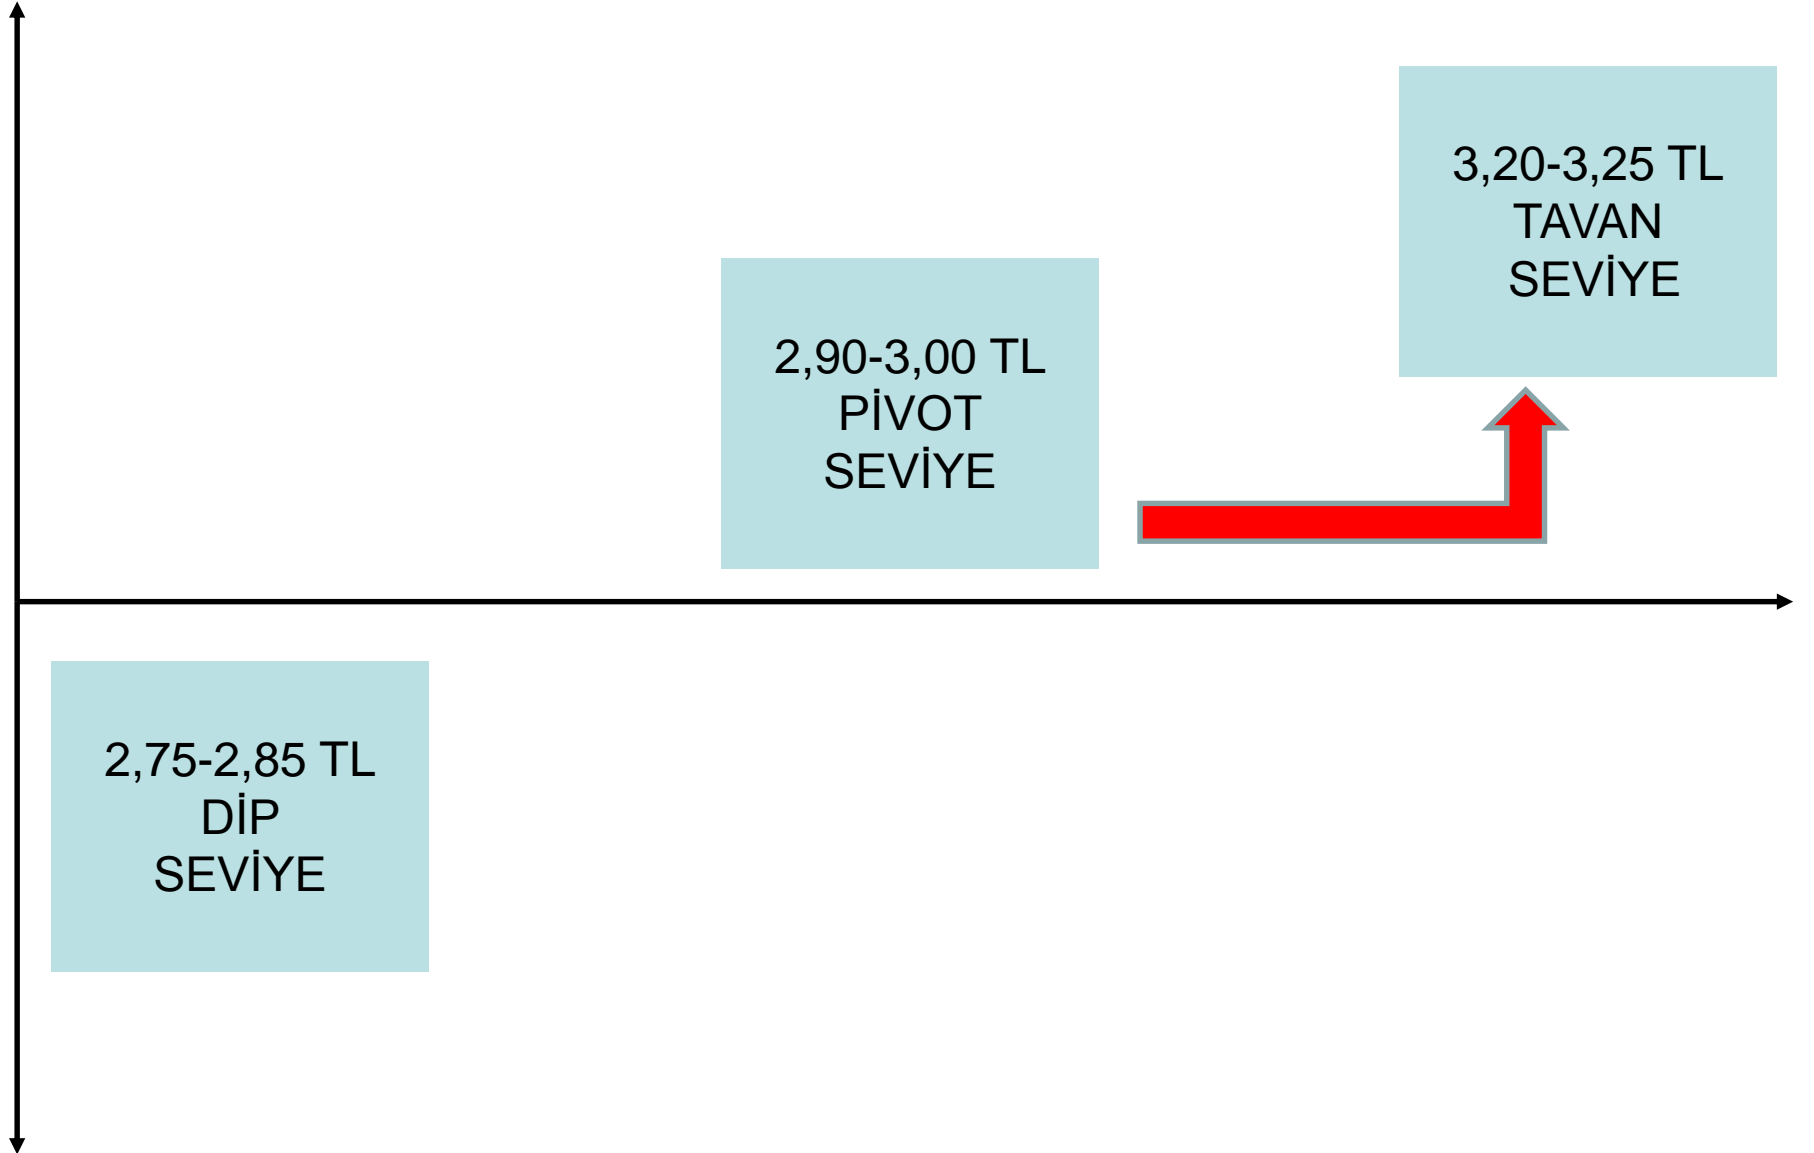 3,20-3,25 TL
TAVAN
SEVİYE
2,90-3,00 TL
PİVOT
SEVİYE
2,75-2,85 TL
DİP
SEVİYE